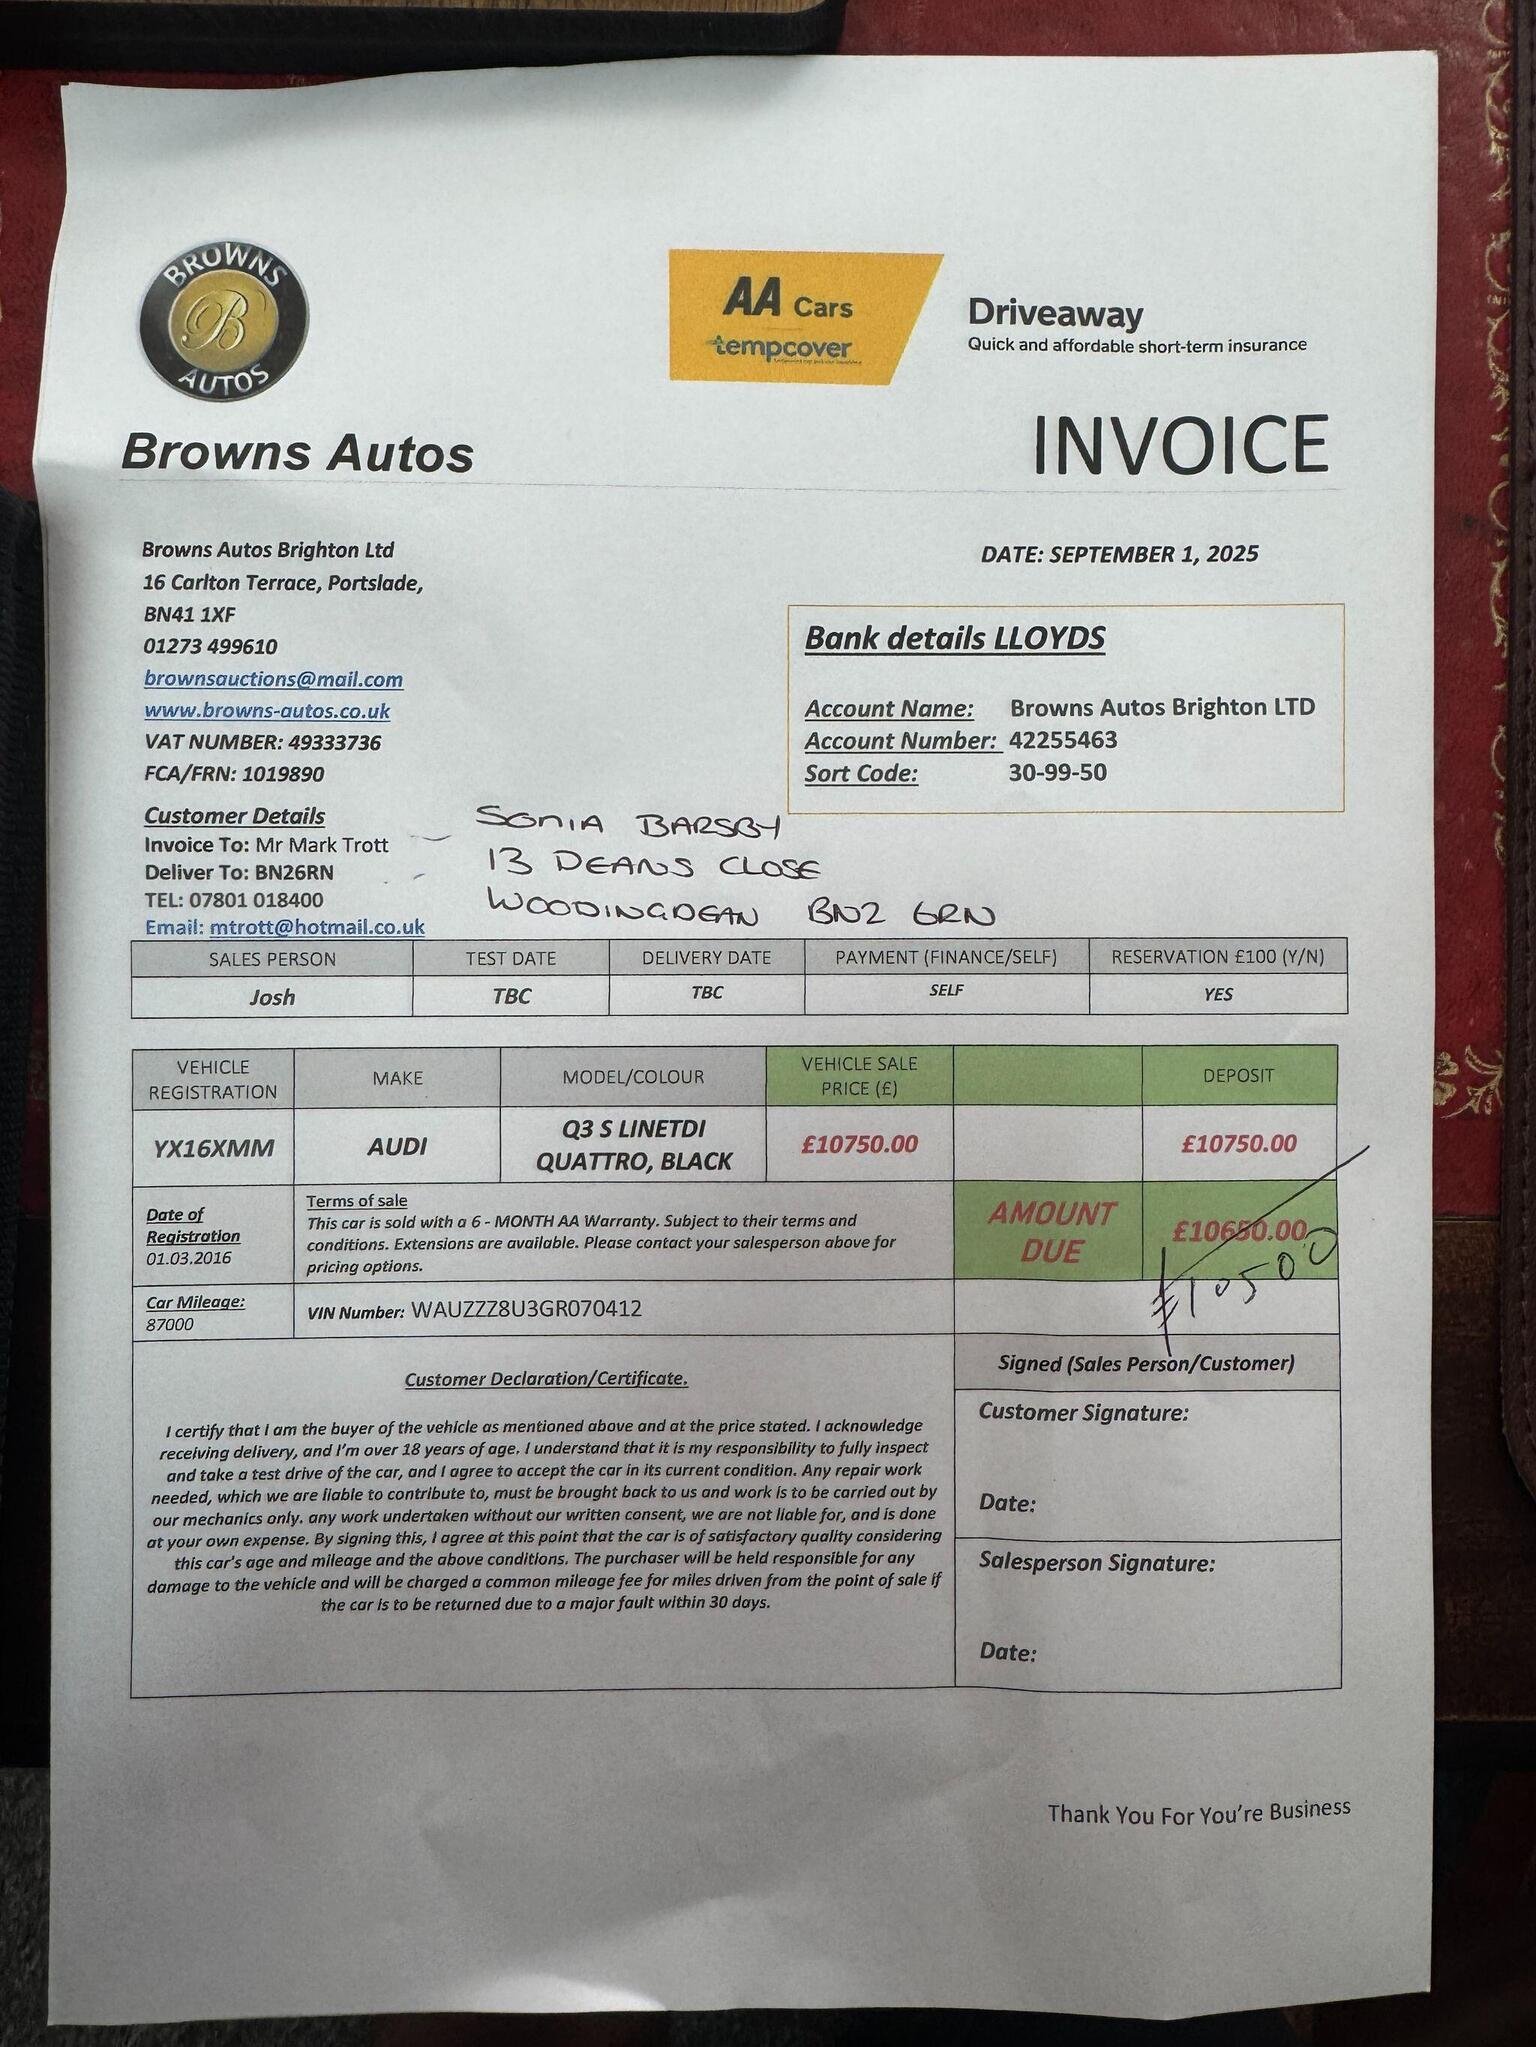 BROWNS
B
AUTOS
AA Cars
tempcover
Driveaway
Quick and affordable short-term insurance
Browns Autos
INVOICE
Browns Autos Brighton Ltd
16 Carlton Terrace, Portslade,
BN41 1XF
01273 499610
brownsauctions@mail.com
www.browns-autos.co.uk
VAT NUMBER: 49333736
FCA/FRN: 1019890
DATE: SEPTEMBER 1, 2025
Bank details LLOYDS
Account Name: Browns Autos Brighton LTD
Account Number: 42255463
Sort Code: 30-99-50
Customer Details
Invoice To: Mr Mark Trott
Deliver To: BN26RN
TEL: 07801 018400
Email: mtrott@hotmail.co.uk
SONIA BARSBY
13 DEANS CLOSE
WOODINGDEAN BN2 6RN
SALES PERSON TEST DATE DELIVERY DATE PAYMENT (FINANCE/SELF) RESERVATION £100 (Y/N)
Josh TBC TBC SELF YES
VEHICLE REGISTRATION MAKE MODEL/COLOUR VEHICLE SALE PRICE (£) DEPOSIT
YX16XMM AUDI Q3 S LINETDI QUATTRO, BLACK £10750.00 £10750.00
Date of
Registration
01.03.2016
Terms of sale
This car is sold with a 6 - MONTH AA Warranty. Subject to their terms and
conditions. Extensions are available. Please contact your salesperson above for
pricing options.
AMOUNT
DUE
£10650.00
£10500
Car Mileage:
87000
VIN Number: WAUZZZ8U3GR070412
Customer Declaration/Certificate.
I certify that I am the buyer of the vehicle as mentioned above and at the price stated. I acknowledge
receiving delivery, and I'm over 18 years of age. I understand that it is my responsibility to fully inspect
and take a test drive of the car, and I agree to accept the car in its current condition. Any repair work
needed, which we are liable to contribute to, must be brought back to us and work is to be carried out by
our mechanics only. any work undertaken without our written consent, we are not liable for, and is done
at your own expense. By signing this, I agree at this point that the car is of satisfactory quality considering
this car's age and mileage and the above conditions. The purchaser will be held responsible for any
damage to the vehicle and will be charged a common mileage fee for miles driven from the point of sale if
the car is to be returned due to a major fault within 30 days.
Signed (Sales Person/Customer)
Customer Signature:
Date:
Salesperson Signature:
Date:
Thank You For You're Business